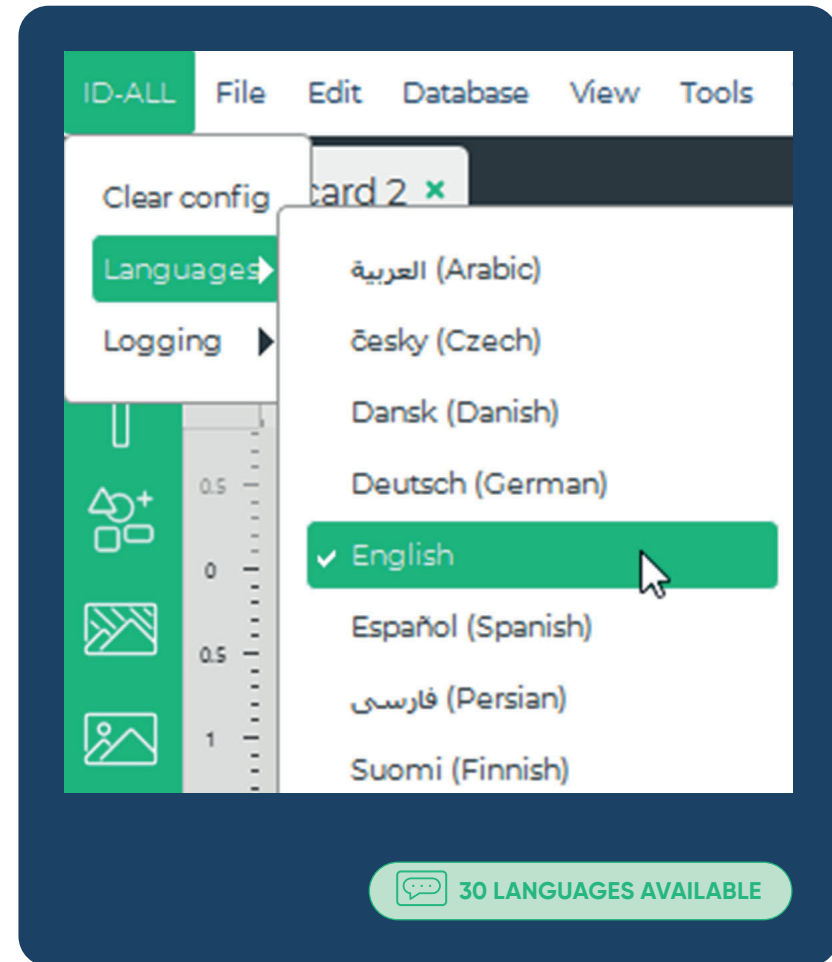 ID-ALL File Edit Database View Tools
card 2 ×
Clear config
Languages
Logging
العربية (Arabic)
česky (Czech)
Dansk (Danish)
Deutsch (German)
English
Español (Spanish)
فارسی (Persian)
Suomi (Finnish)
0.5
0
0.5
1
30 LANGUAGES AVAILABLE